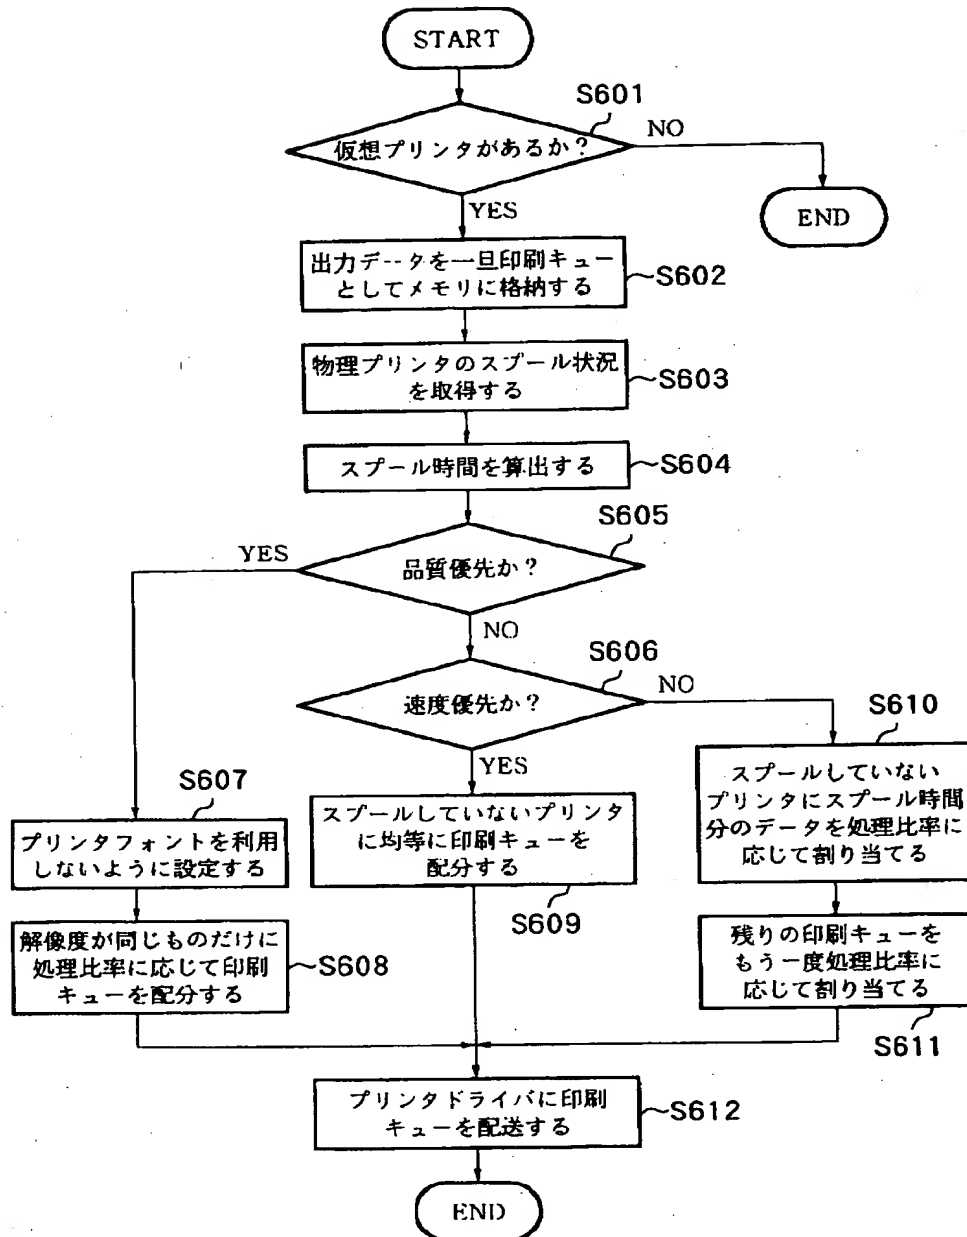 START
S601
仮想プリンタがあるか?
NO
END
YES
出力データを一旦印刷キュー
としてメモリに格納する
S602
物理プリンタのスプール状況
を取得する
S603
スプール時間を算出する
S604
S605
YES
品質優先か?
NO
S606
速度優先か?
NO
YES
S610
スプールしていない
プリンタにスプール時間
分のデータを処理比率に
応じて割り当てる
S607
プリンタフォントを利用
しないように設定する
スプールしていないプリンタ
に均等に印刷キューを
配分する
S609
解像度が同じものだけに
処理比率に応じて印刷
キューを配分する
S608
残りの印刷キューを
もう一度処理比率に
応じて割り当てる
S611
プリンタドライバに印刷
キューを配送する
S612
END